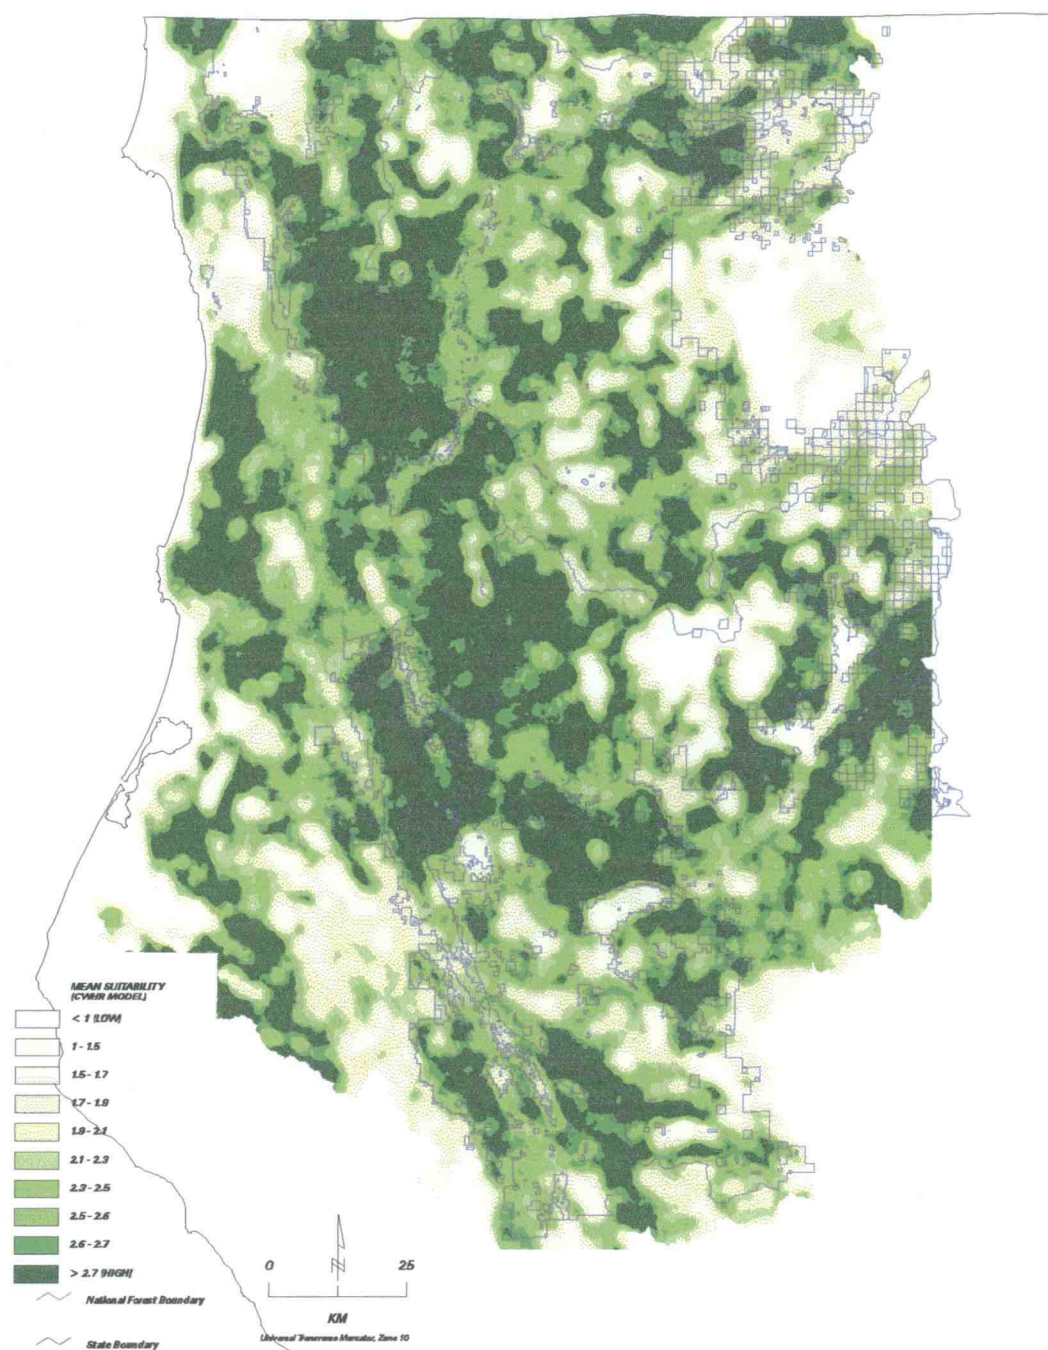 MEAN SUITABILITY
(CWHR MODEL)
< 1 (LOW)
1 - 1.5
1.5 - 1.7
1.7 - 1.9
1.9 - 2.1
2.1 - 2.3
2.3 - 2.5
2.5 - 2.6
2.6 - 2.7
> 2.7 (HIGH)
National Forest Boundary
State Boundary
N
0 25
KM
Universal Transverse Mercator, Zone 10